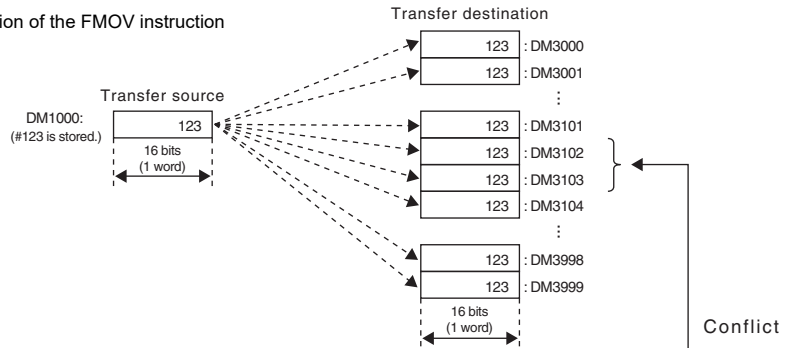 ion of the FMOV instruction
Transfer destination
123 : DM3000
123 : DM3001
⋮
Transfer source
DM1000:
(#123 is stored.)
123
16 bits
(1 word)
123 : DM3101
123 : DM3102
123 : DM3103
123 : DM3104
⋮
123 : DM3998
123 : DM3999
16 bits
(1 word)
Conflict